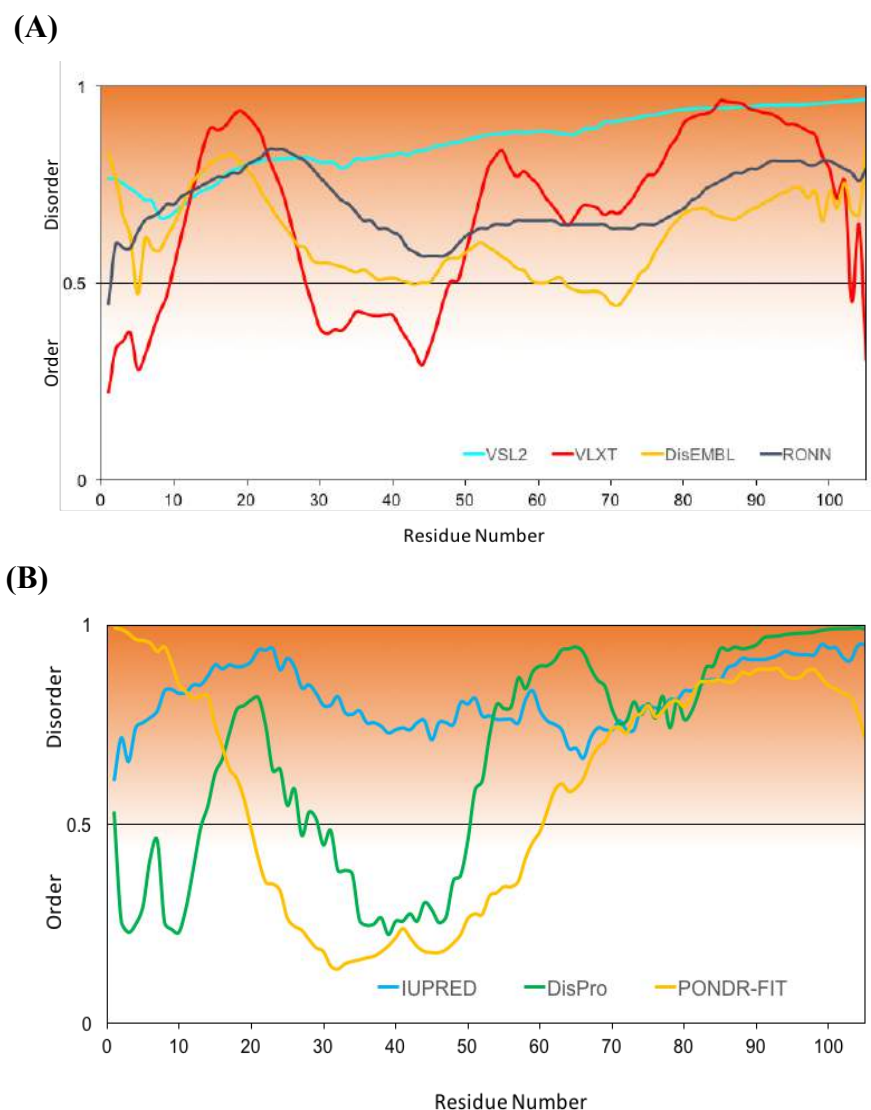 (A)
1
Disorder
0.5
Order
0
VSL2 VLXT DisEMBL RONN
0 10 20 30 40 50 60 70 80 90 100
Residue Number
(B)
1
Disorder
0.5
Order
0
IUPRED DisPro PONDR-FIT
0 10 20 30 40 50 60 70 80 90 100
Residue Number